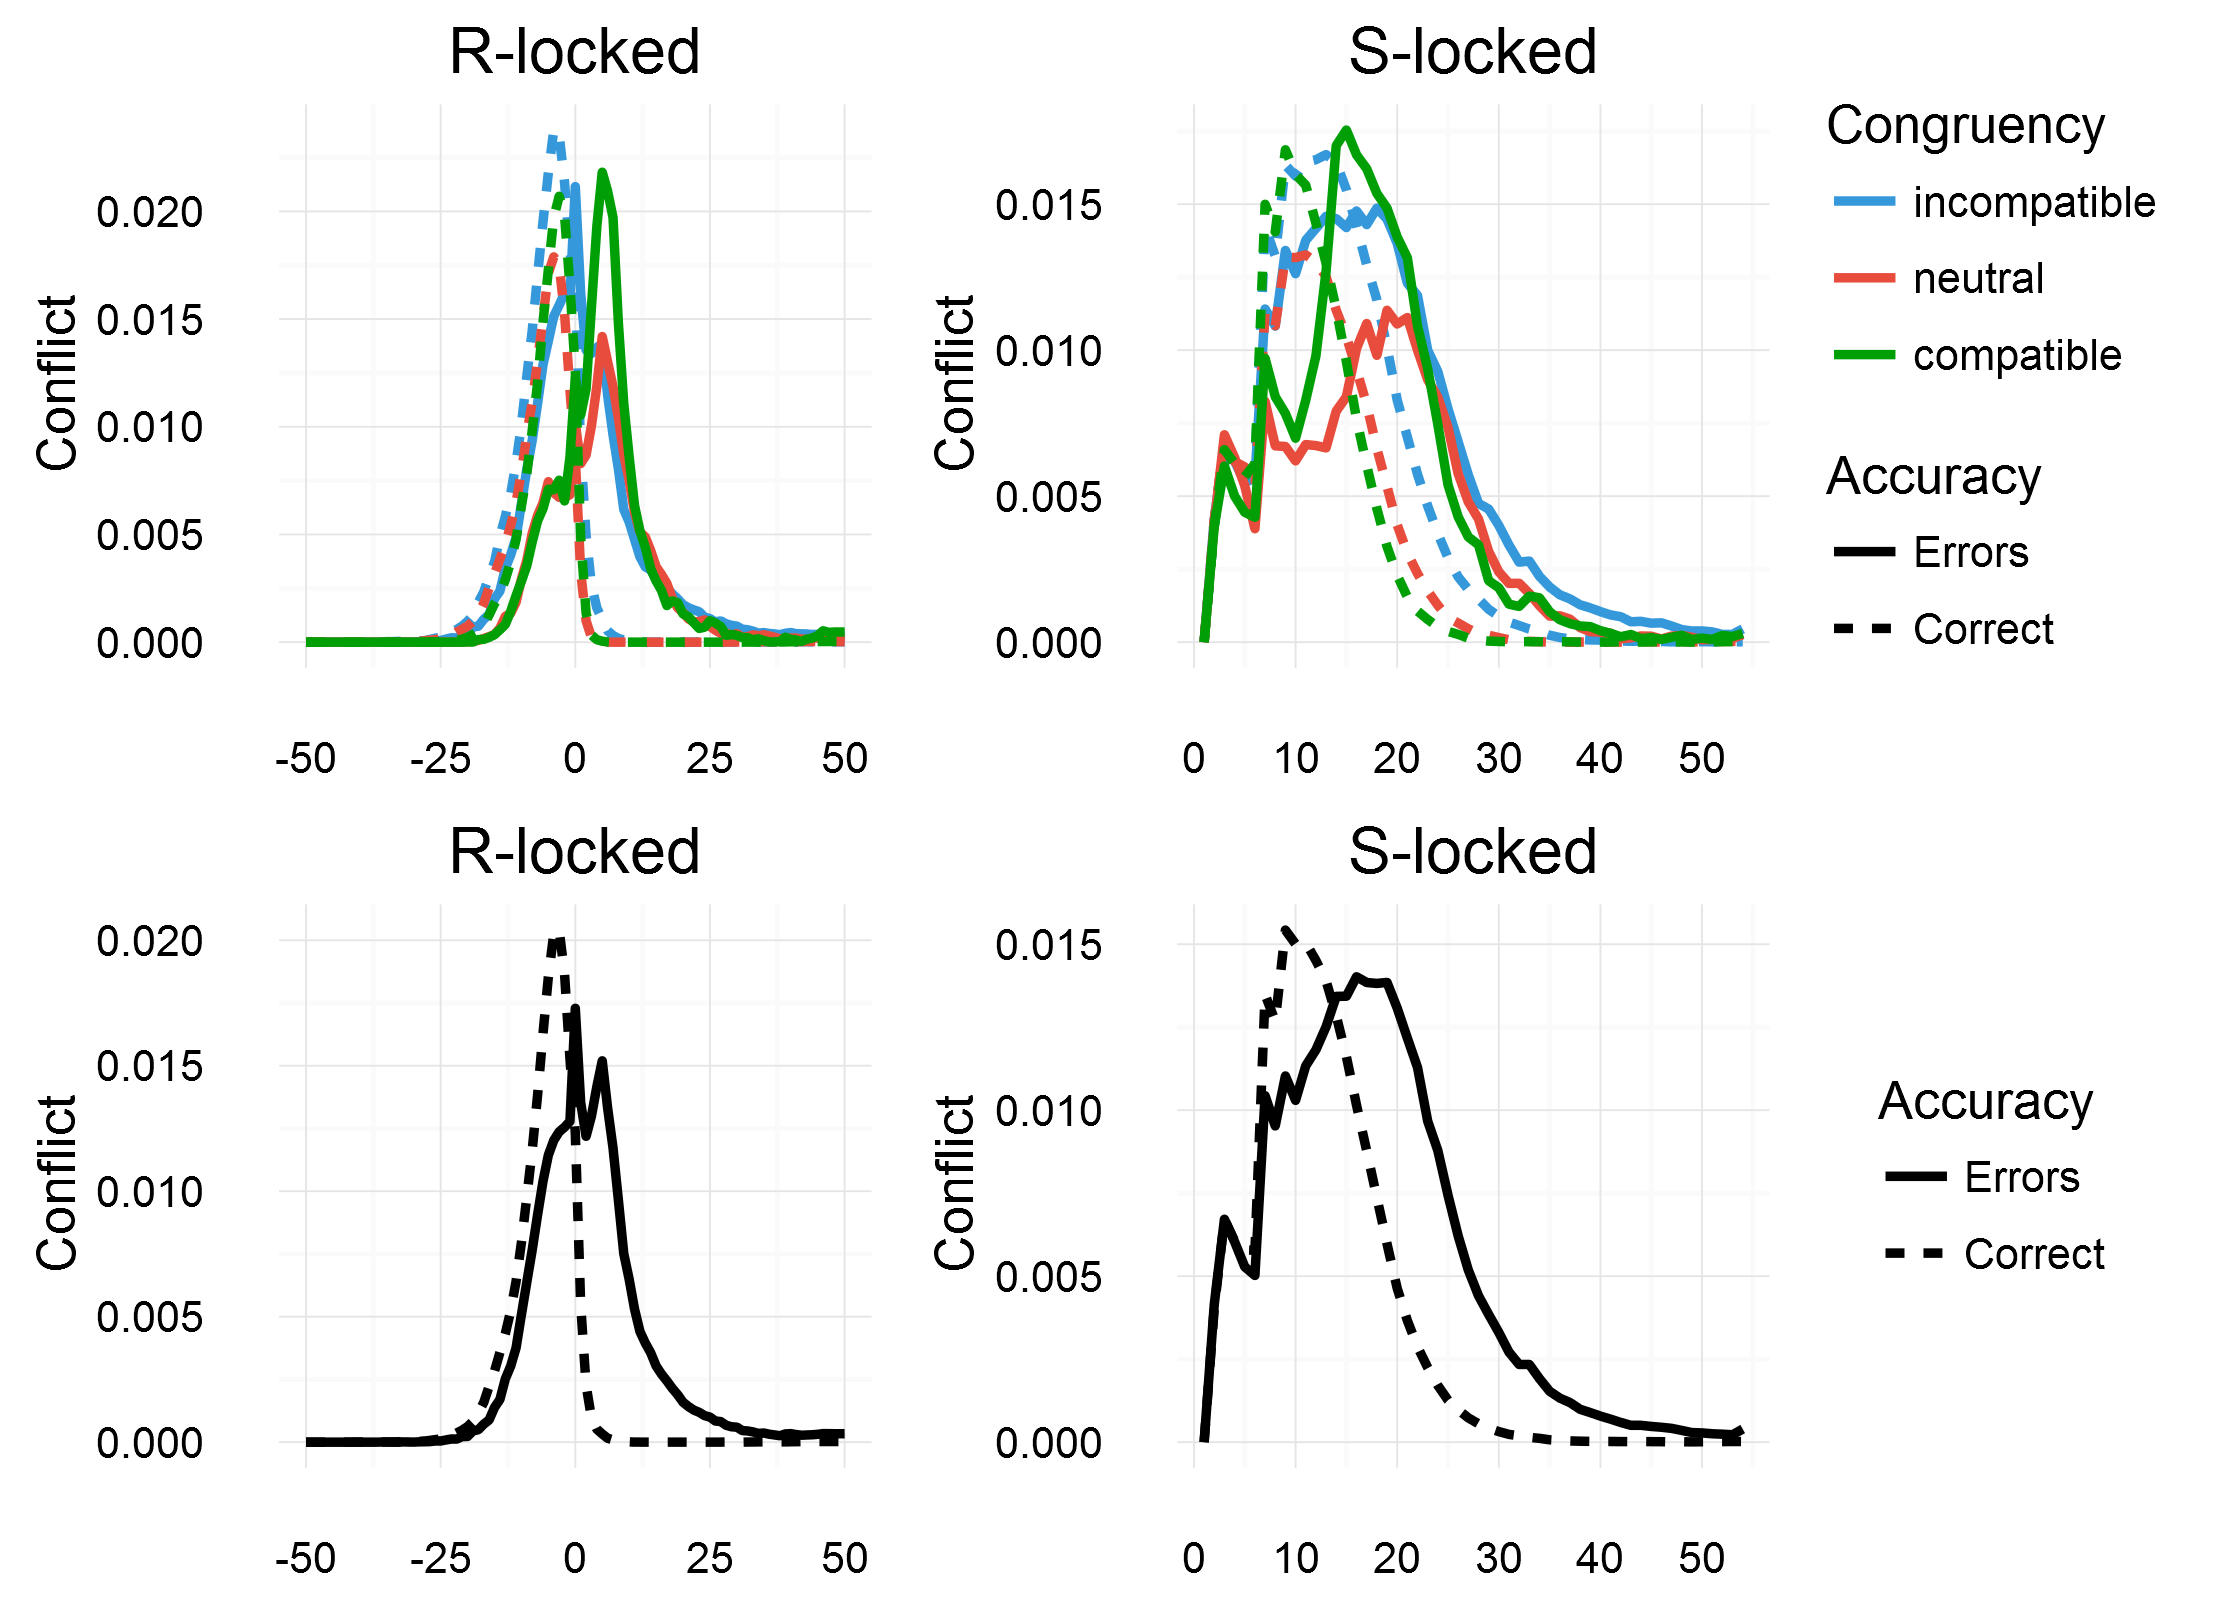 R-locked
S-locked
Conflict
0.020
0.015
0.010
0.005
0.000
-50 -25 0 25 50
Conflict
0.015
0.010
0.005
0.000
0 10 20 30 40 50
Congruency
incompatible
neutral
compatible
Accuracy
Errors
Correct
R-locked
S-locked
Conflict
0.020
0.015
0.010
0.005
0.000
-50 -25 0 25 50
Conflict
0.015
0.010
0.005
0.000
0 10 20 30 40 50
Accuracy
Errors
Correct